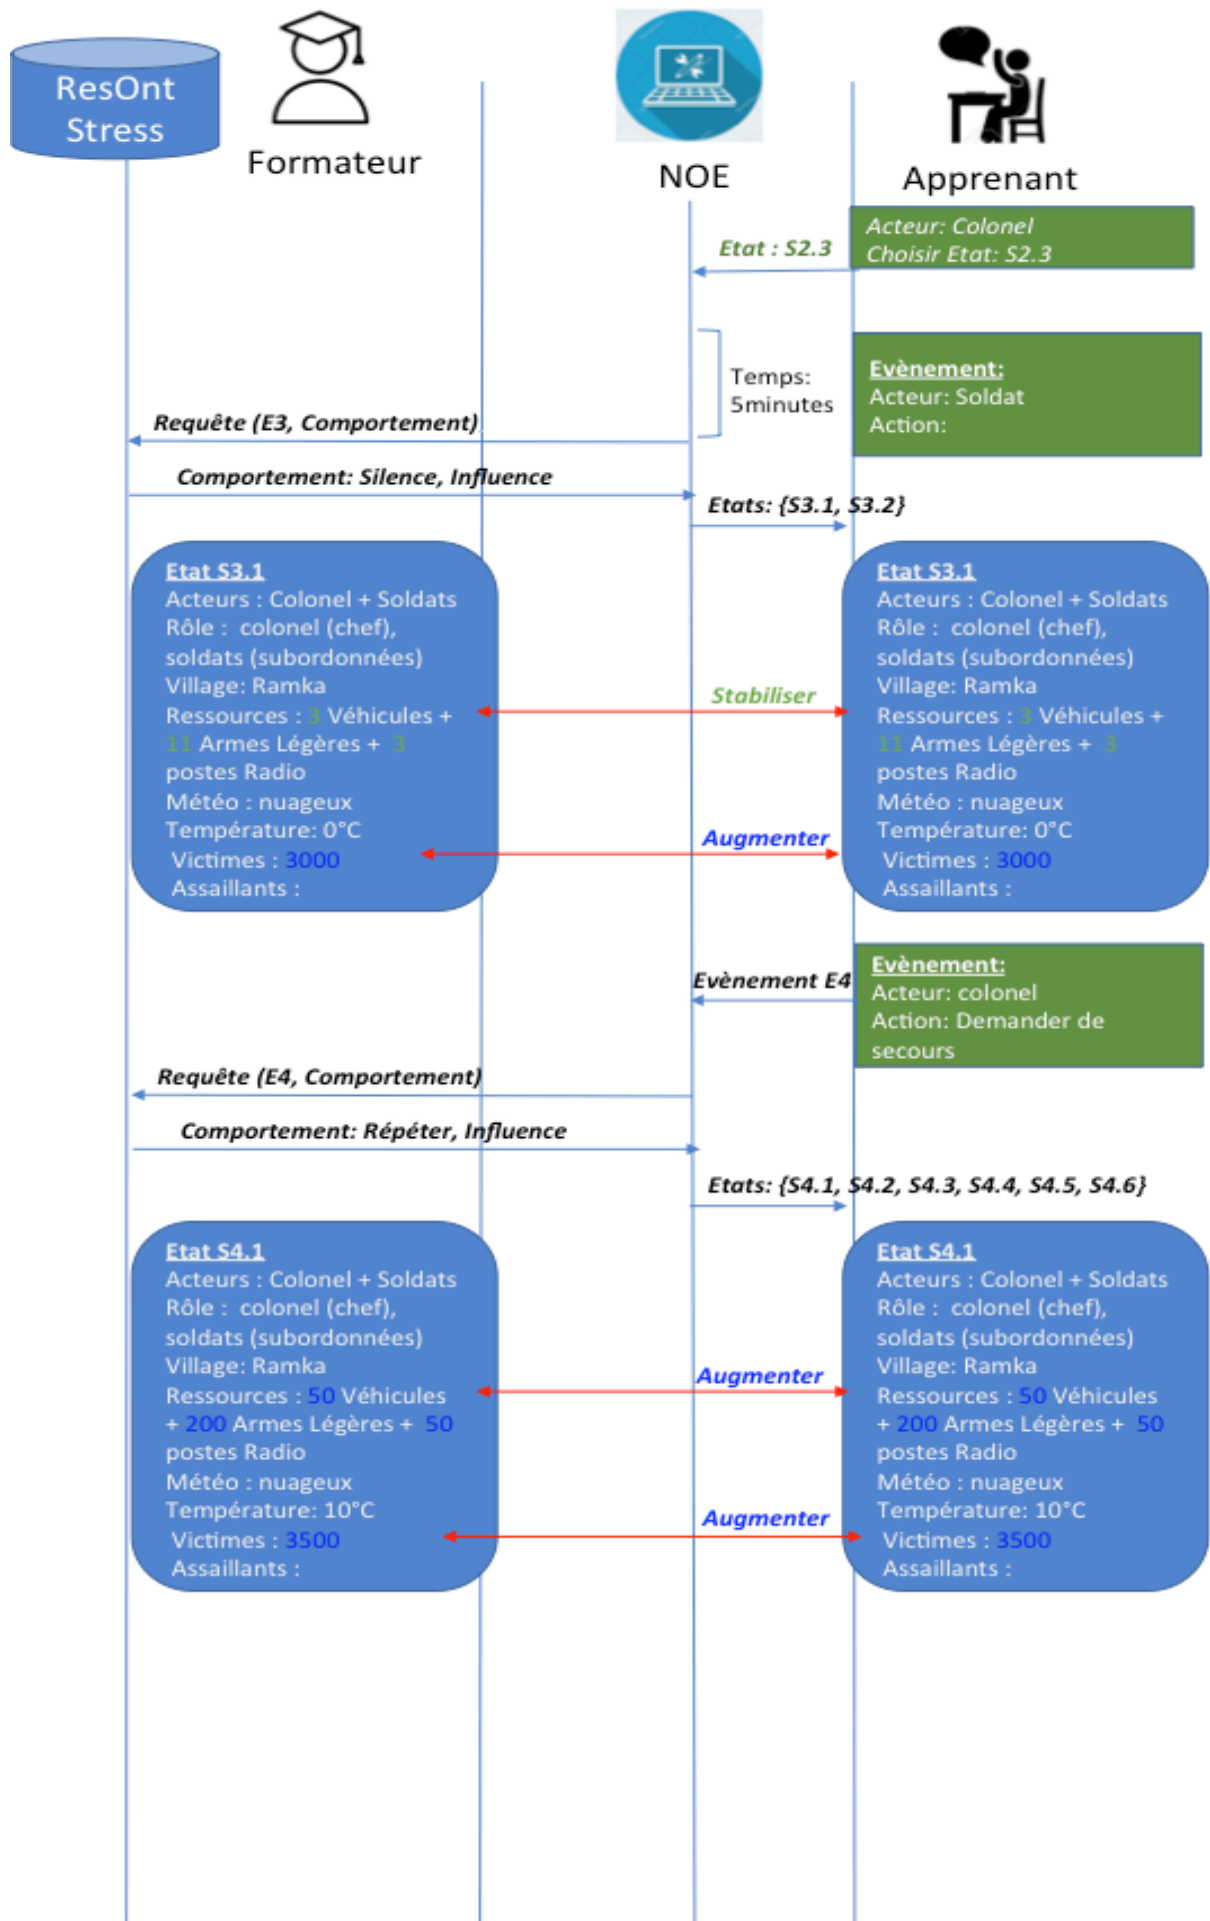 ResOnt
Stress
Formateur
NOE
Apprenant
Acteur: Colonel
Choisir Etat: S2.3
Etat : S2.3
Temps:
5minutes
Evènement:
Acteur: Soldat
Action:
Requête (E3, Comportement)
Comportement: Silence, Influence
Etats: {S3.1, S3.2}
Etat S3.1
Acteurs : Colonel + Soldats
Rôle :  colonel (chef),
soldats (subordonnées)
Village: Ramka
Ressources : 3 Véhicules +
11 Armes Légères +  3
postes Radio
Météo : nuageux
Température: 0°C
Victimes : 3000
Assaillants :
Stabiliser
Augmenter
Etat S3.1
Acteurs : Colonel + Soldats
Rôle :  colonel (chef),
soldats (subordonnées)
Village: Ramka
Ressources : 3 Véhicules +
11 Armes Légères +  3
postes Radio
Météo : nuageux
Température: 0°C
Victimes : 3000
Assaillants :
Evènement E4
Evènement:
Acteur: colonel
Action: Demander de
secours
Requête (E4, Comportement)
Comportement: Répéter, Influence
Etats: {S4.1, S4.2, S4.3, S4.4, S4.5, S4.6}
Etat S4.1
Acteurs : Colonel + Soldats
Rôle :  colonel (chef),
soldats (subordonnées)
Village: Ramka
Ressources : 50 Véhicules
+ 200 Armes Légères +  50
postes Radio
Météo : nuageux
Température: 10°C
Victimes : 3500
Assaillants :
Augmenter
Augmenter
Etat S4.1
Acteurs : Colonel + Soldats
Rôle :  colonel (chef),
soldats (subordonnées)
Village: Ramka
Ressources : 50 Véhicules
+ 200 Armes Légères +  50
postes Radio
Météo : nuageux
Température: 10°C
Victimes : 3500
Assaillants :